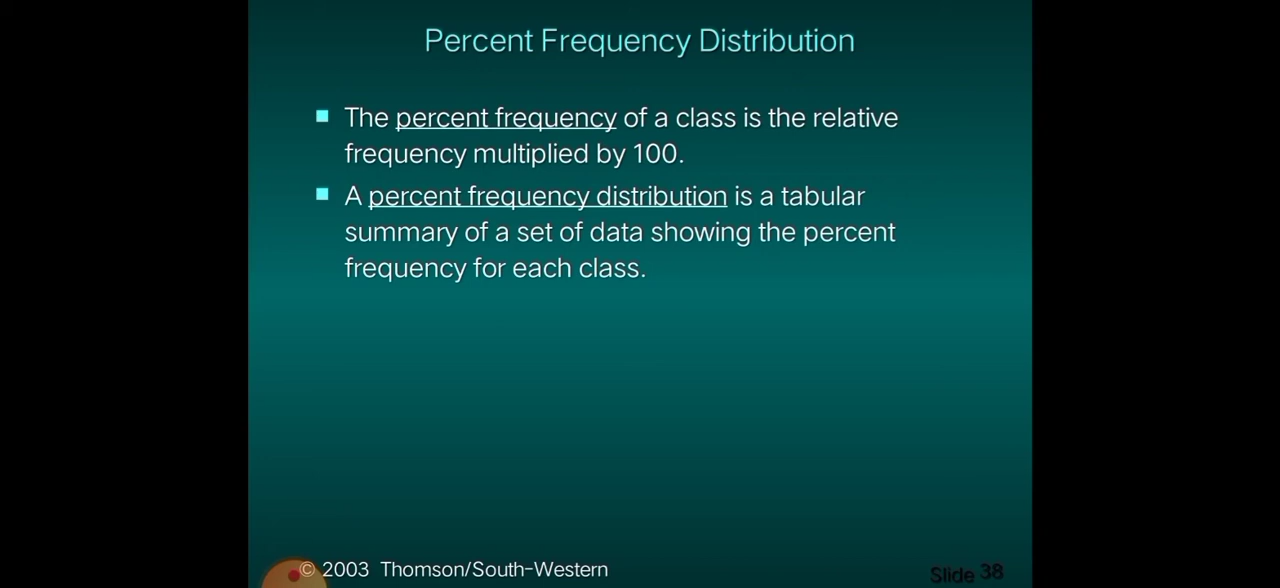 Percent Frequency Distribution
■ The percent frequency of a class is the relative
frequency multiplied by 100.
■ A percent frequency distribution is a tabular
summary of a set of data showing the percent
frequency for each class.
© 2003 Thomson/South-Western
Slide 38